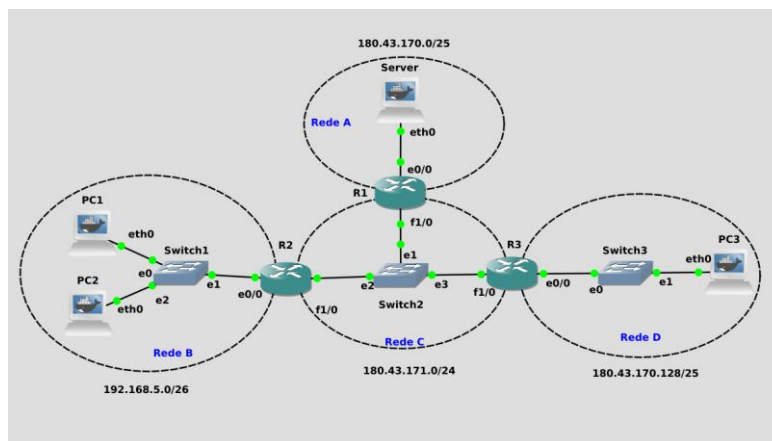 180.43.170.0/25
Server
Rede A
eth0
e0/0
R1
PC1
f1/0
eth0
Switch1
R2
R3
Switch3
PC3
eth0
e1
PC2
e0
e2
e1
e0/0
e2
e3
f1/0
e0/0
e0
e1
eth0
f1/0
Switch2
Rede B
Rede C
Rede D
192.168.5.0/26
180.43.171.0/24
180.43.170.128/25